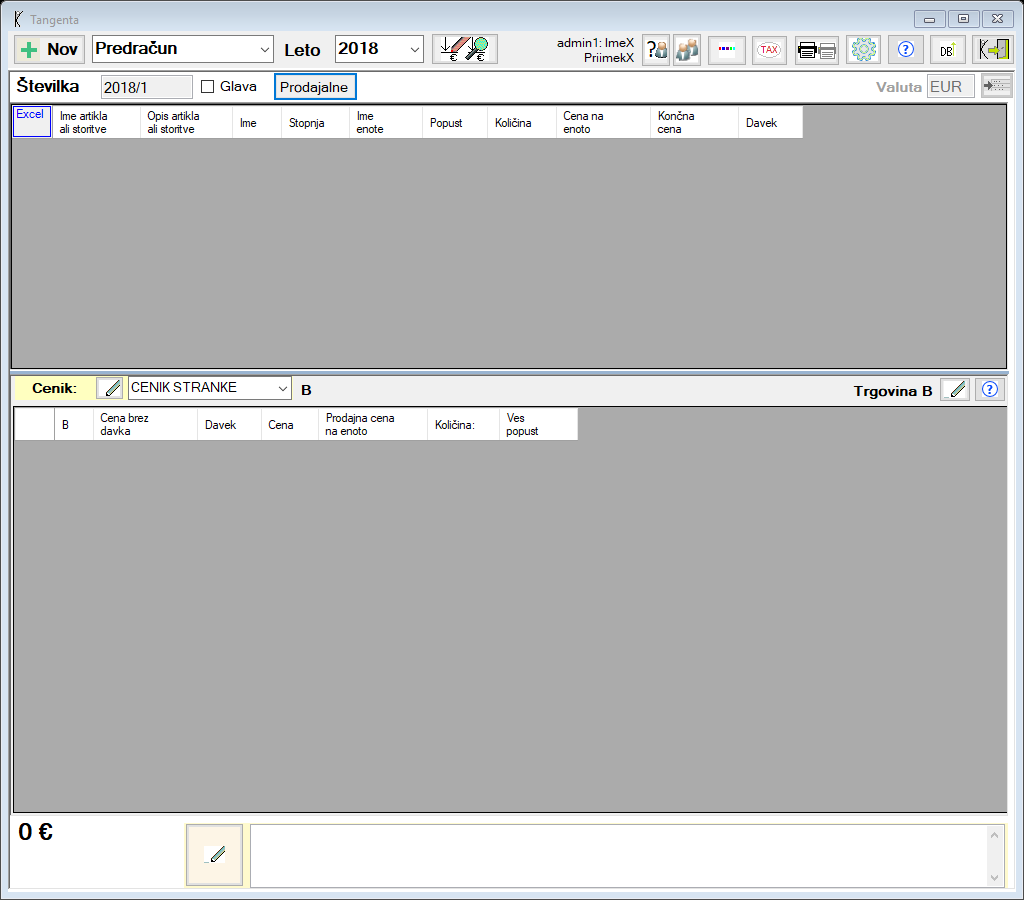 Tangenta
Nov
Predračun
Leto
2018
€
€
admin1: ImeX
PriimekX
?
TAX
?
DB
Številka
2018/1
Glava
Prodajalne
Valuta
EUR
Excel
Ime artikla
ali storitve
Opis artikla
ali storitve
Ime
Stopnja
Ime
enote
Popust
Količina
Cena na
enoto
Končna
cena
Davek
Cenik:
CENIK STRANKE
B
Trgovina B
?
B
Cena brez
davka
Davek
Cena
Prodajna cena
na enoto
Količina:
Ves
popust
0 €